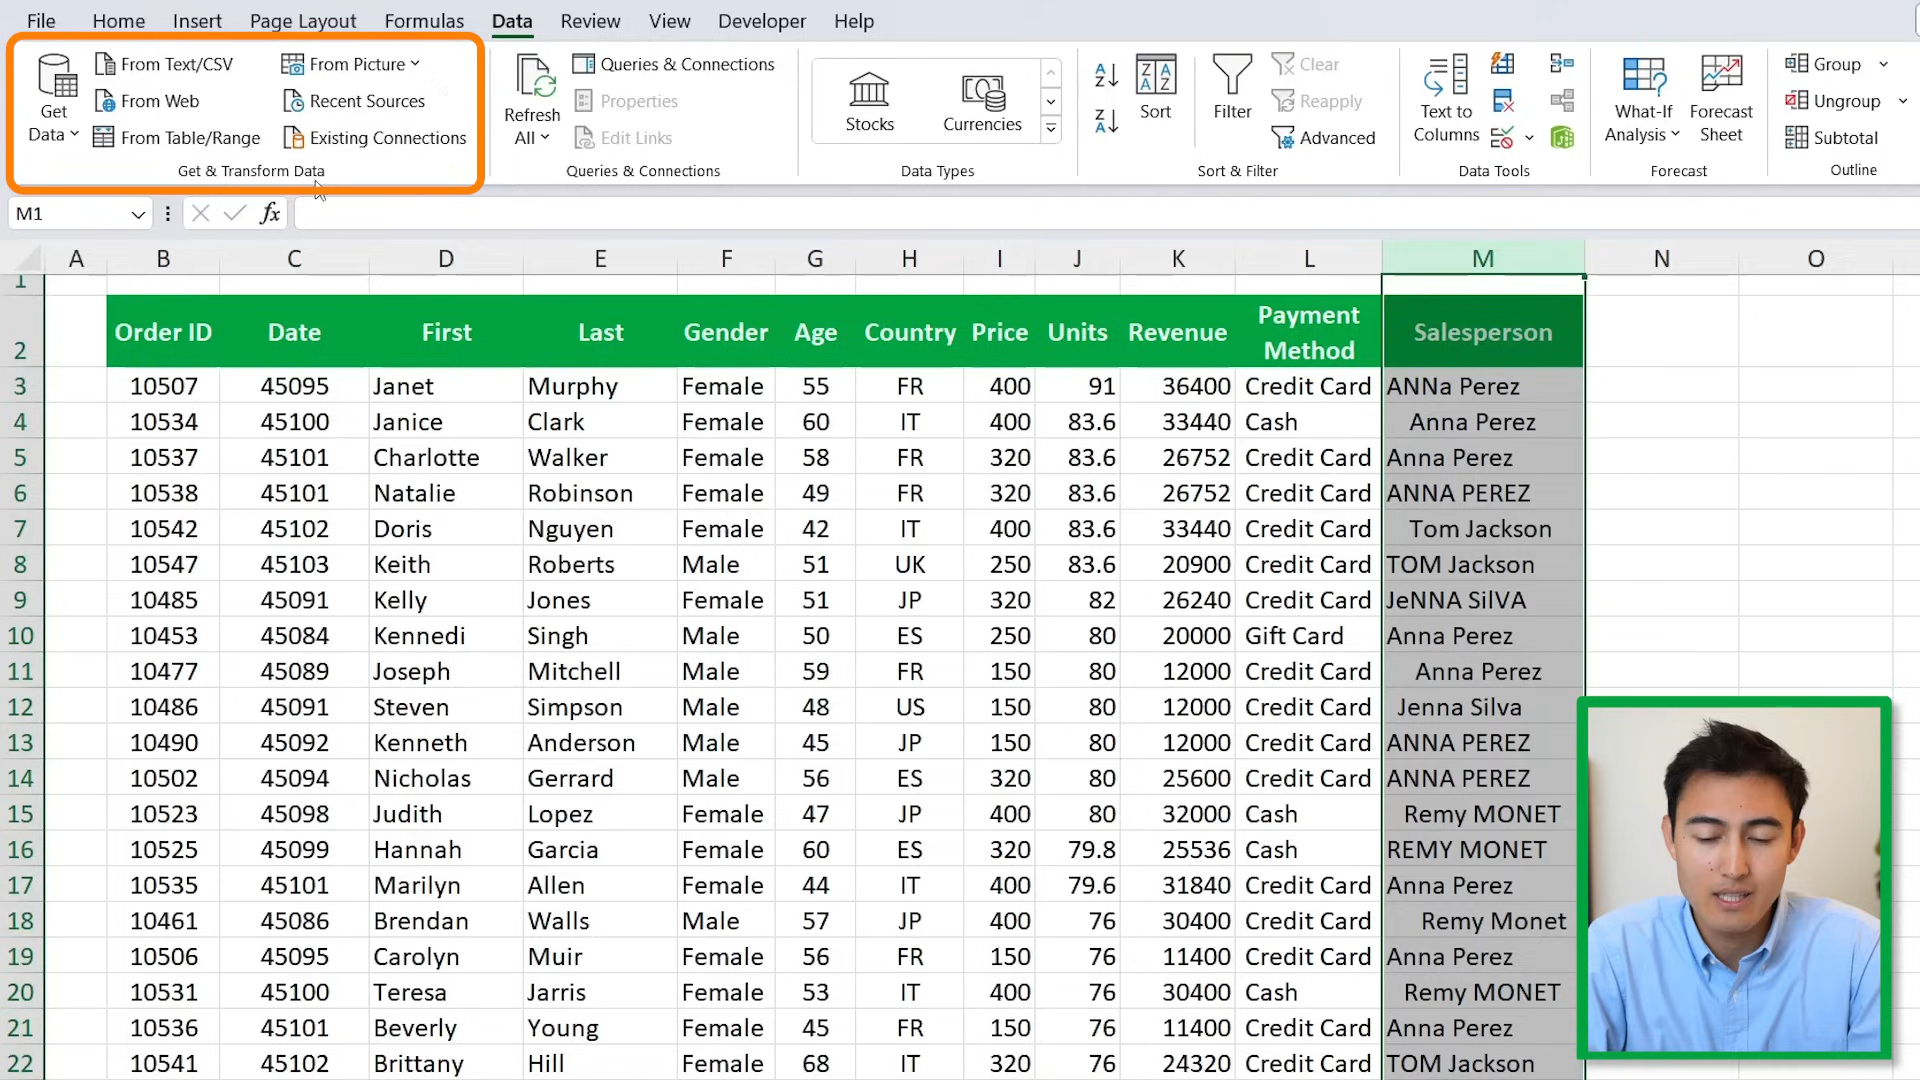 File Home Insert Page Layout Formulas Data Review View Developer Help
Get Data
From Text/CSV
From Web
From Table/Range
From Picture
Recent Sources
Existing Connections
Get & Transform Data
Refresh All
Queries & Connections
Properties
Edit Links
Queries & Connections
Stocks
Currencies
Data Types
A Z
Z A
Z A A Z
Sort
Filter
Clear
Reapply
Advanced
Sort & Filter
Text to Columns
Data Tools
What-If Analysis
Forecast Sheet
Forecast
Group
Ungroup
Subtotal
Outline
M1 fx
A B C D E F G H I J K L M N O
1
2 Order ID Date First Last Gender Age Country Price Units Revenue Payment Method Salesperson
3 10507 45095 Janet Murphy Female 55 FR 400 91 36400 Credit Card ANNa Perez
4 10534 45100 Janice Clark Female 60 IT 400 83.6 33440 Cash Anna Perez
5 10537 45101 Charlotte Walker Female 58 FR 320 83.6 26752 Credit Card Anna Perez
6 10538 45101 Natalie Robinson Female 49 FR 320 83.6 26752 Credit Card ANNA PEREZ
7 10542 45102 Doris Nguyen Female 42 IT 400 83.6 33440 Credit Card Tom Jackson
8 10547 45103 Keith Roberts Male 51 UK 250 83.6 20900 Credit Card TOM Jackson
9 10485 45091 Kelly Jones Female 51 JP 320 82 26240 Credit Card JeNNA SilVA
10 10453 45084 Kennedi Singh Male 50 ES 250 80 20000 Gift Card Anna Perez
11 10477 45089 Joseph Mitchell Male 59 FR 150 80 12000 Credit Card Anna Perez
12 10486 45091 Steven Simpson Male 48 US 150 80 12000 Credit Card Jenna Silva
13 10490 45092 Kenneth Anderson Male 45 JP 150 80 12000 Credit Card ANNA PEREZ
14 10502 45094 Nicholas Gerrard Male 56 ES 320 80 25600 Credit Card ANNA PEREZ
15 10523 45098 Judith Lopez Female 47 JP 400 80 32000 Cash Remy MONET
16 10525 45099 Hannah Garcia Female 60 ES 320 79.8 25536 Cash REMY MONET
17 10535 45101 Marilyn Allen Female 44 IT 400 79.6 31840 Credit Card Anna Perez
18 10461 45086 Brendan Walls Male 57 JP 400 76 30400 Credit Card Remy Monet
19 10506 45095 Carolyn Muir Female 56 FR 150 76 11400 Credit Card Anna Perez
20 10531 45100 Teresa Jarris Female 53 IT 400 76 30400 Cash Remy MONET
21 10536 45101 Beverly Young Female 45 FR 150 76 11400 Credit Card Anna Perez
22 10541 45102 Brittany Hill Female 68 IT 320 76 24320 Credit Card TOM Jackson